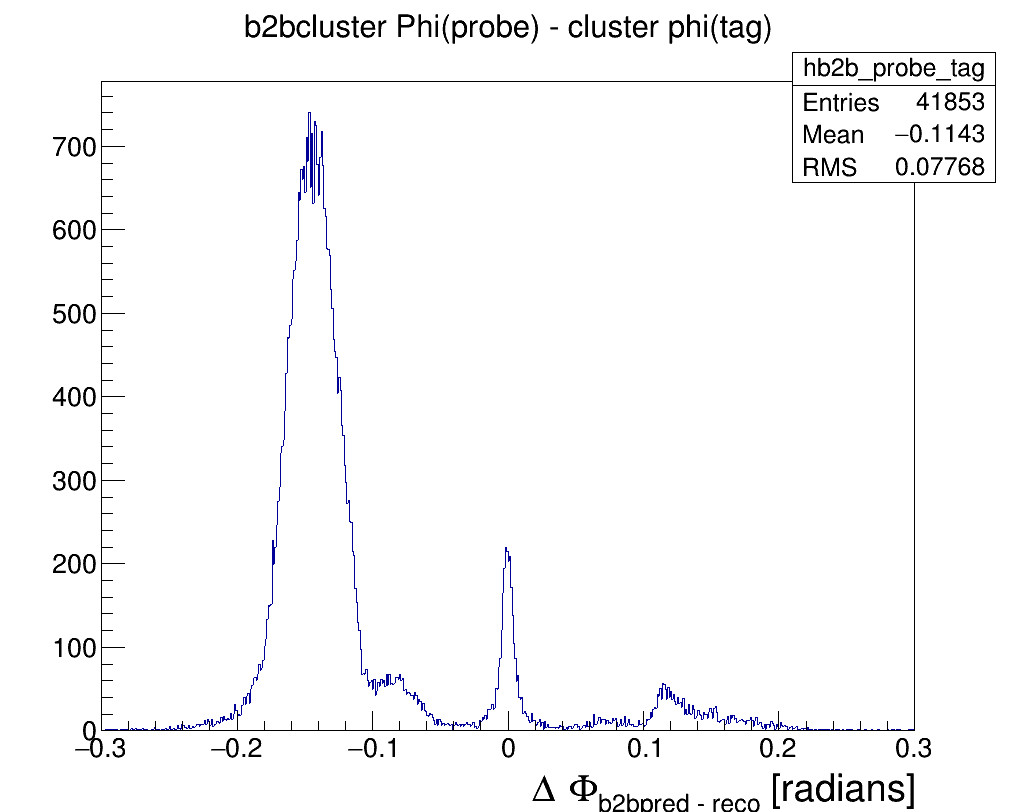 b2bcluster Phi(probe) - cluster phi(tag)
hb2b_probe_tag
Entries 41853
Mean −0.1143
RMS 0.07768
700
600
500
400
300
200
100
0
−0.3 −0.2 −0.1 0 0.1 0.2 0.3
Δ Φb2bpred - reco [radians]